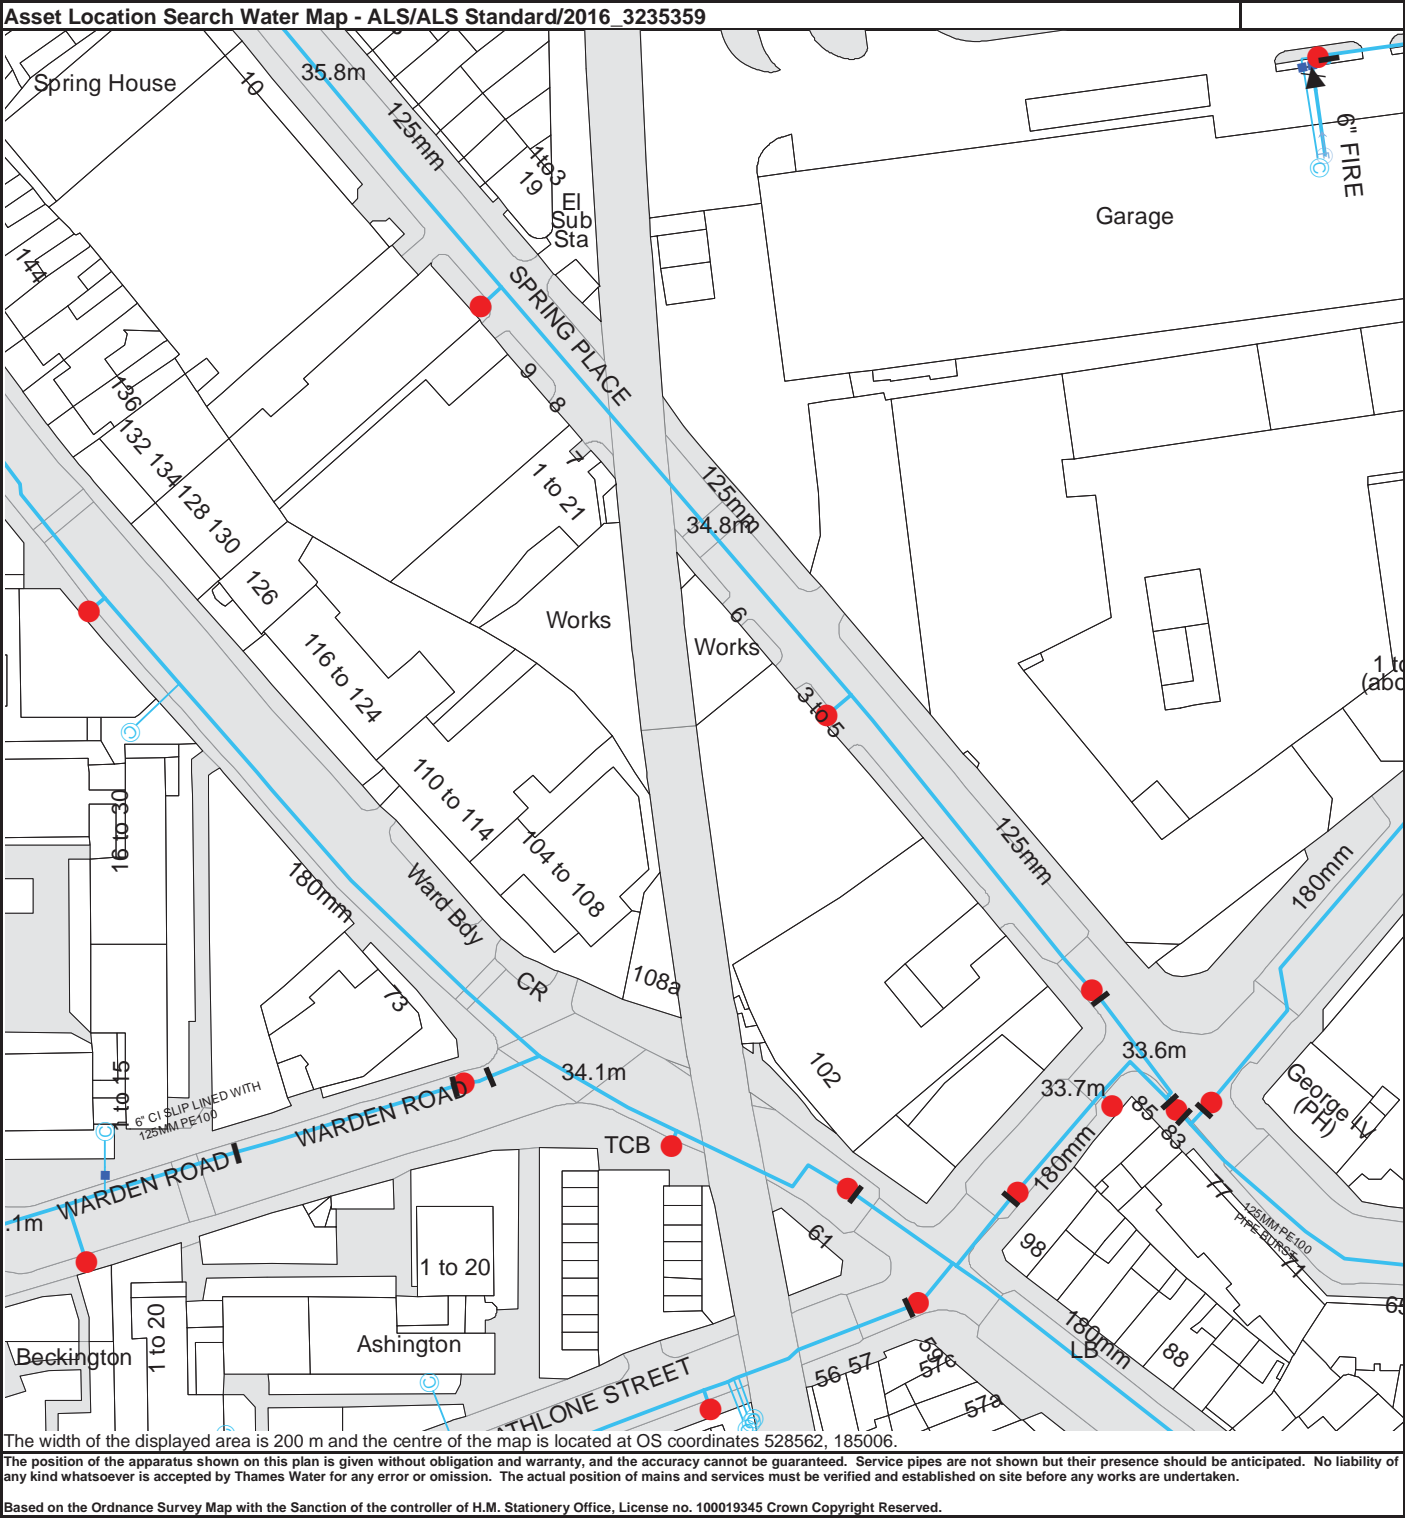 Asset Location Search Water Map - ALS/ALS Standard/2016_3235359
Spring House
10
35.8m
125mm
1to3
19
El
Sub
Sta
6" FIRE
Garage
144
SPRING PLACE
9
8
7
1 to 21
136
132 134
128 130
126
125mm
34.8m
Works
Works
6
3 to 5
116 to 124
110 to 114
104 to 108
16 to 30
180mm
Ward Bdy
CR
108a
73
125mm
180mm
33.6m
33.7m
George IV
(PH)
102
34.1m
1 to 15
6" CI SLIP LINED WITH
125MM PE100
WARDEN ROAD
WARDEN ROAD
TCB
85
83
180mm
77
125MM PE100
PIPE BURST
71
.1m
61
98
1 to 20
1 to 20
Beckington
Ashington
180mm
LB
88
56 57
59c
57c
57a
ATHLONE STREET
The width of the displayed area is 200 m and the centre of the map is located at OS coordinates 528562, 185006.
The position of the apparatus shown on this plan is given without obligation and warranty, and the accuracy cannot be guaranteed. Service pipes are not shown but their presence should be anticipated. No liability of
any kind whatsoever is accepted by Thames Water for any error or omission. The actual position of mains and services must be verified and established on site before any works are undertaken.
Based on the Ordnance Survey Map with the Sanction of the controller of H.M. Stationery Office, License no. 100019345 Crown Copyright Reserved.